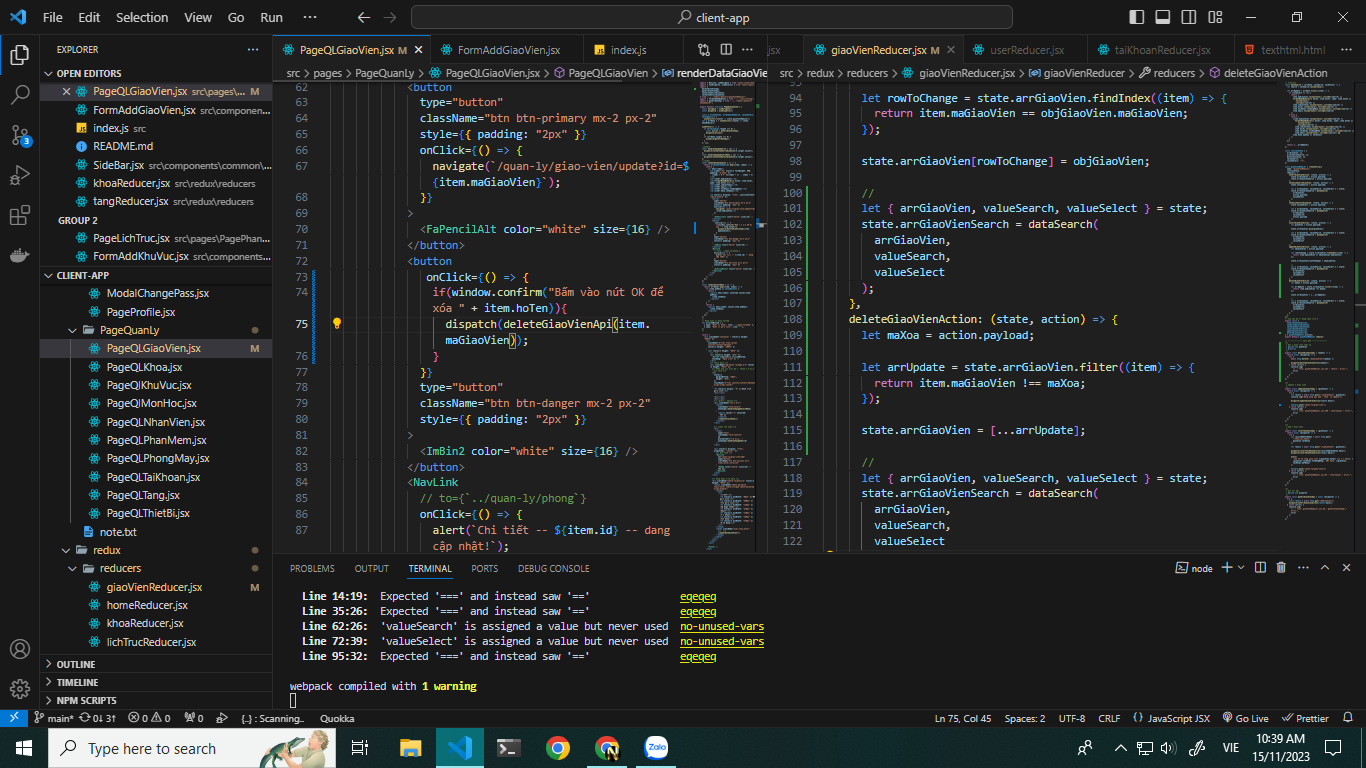 File Edit Selection View Go Run ··· client-app
EXPLORER
OPEN EDITORS
PageQLGiaoVien.jsx src\pages\... M
FormAddGiaoVien.jsx src\componen...
index.js src
README.md
SideBar.jsx src\components\common\...
khoaReducer.jsx src\redux\reducers
tangReducer.jsx src\redux\reducers
GROUP 2
PageLichTruc.jsx src\pages\PagePhan...
FormAddKhuVuc.jsx src\components...
CLIENT-APP
ModalChangePass.jsx
PageProfile.jsx
PageQuanLy
PageQLGiaoVien.jsx M
PageQLKhoa.jsx
PageQlKhuVuc.jsx
PageQlMonHoc.jsx
PageQLNhanVien.jsx
PageQLPhanMem.jsx
PageQLPhongMay.jsx
PageQLTaiKhoan.jsx
PageQLTang.jsx
PageQLThietBi.jsx
note.txt
redux
reducers
giaoVienReducer.jsx M
homeReducer.jsx
khoaReducer.jsx
lichTrucReducer.jsx
OUTLINE
TIMELINE
NPM SCRIPTS
PageQLGiaoVien.jsx M FormAddGiaoVien.jsx index.js
src > pages > PageQuanLy > PageQLGiaoVien.jsx > PageQLGiaoVien > renderDataGiaoVie
62 <button
63 type="button"
64 className="btn btn-primary mx-2 px-2"
65 style={{ padding: "2px" }}
66 onClick={() => {
67 navigate(`/quan-ly/giao-vien/update?id=$
{item.maGiaoVien}`);
68 }}
69 >
70 <FaPencilAlt color="white" size={16} />
71 </button>
72 <button
73 onClick={() => {
74 if(window.confirm("Bấm vào nứt OK để
xóa " + item.hoTen)){
75 dispatch(deleteGiaoVienApi(item.
maGiaoVien));
76 }
77 }}
78 type="button"
79 className="btn btn-danger mx-2 px-2"
80 style={{ padding: "2px" }}
81 >
82 <ImBin2 color="white" size={16} />
83 </button>
84 <NavLink
85 // to={`../quan-ly/phong`}
86 onClick={() => {
87 alert(`Chi tiết -- ${item.id} -- dang
cập nhật!`);
.jsx giaoVienReducer.jsx M userReducer.jsx taiKhoanReducer.jsx texthtml.html ···
src > redux > reducers > giaoVienReducer.jsx > giaoVienReducer > reducers > deleteGiaoVienAction
94 let rowToChange = state.arrGiaoVien.findIndex((item) => {
95 return item.maGiaoVien == objGiaoVien.maGiaoVien;
96 });
97
98 state.arrGiaoVien[rowToChange] = objGiaoVien;
99
100 //
101 let { arrGiaoVien, valueSearch, valueSelect } = state;
102 state.arrGiaoVienSearch = dataSearch(
103 arrGiaoVien,
104 valueSearch,
105 valueSelect
106 );
107 },
108 deleteGiaoVienAction: (state, action) => {
109 let maXoa = action.payload;
110
111 let arrUpdate = state.arrGiaoVien.filter((item) => {
112 return item.maGiaoVien !== maXoa;
113 });
114
115 state.arrGiaoVien = [...arrUpdate];
116
117 //
118 let { arrGiaoVien, valueSearch, valueSelect } = state;
119 state.arrGiaoVienSearch = dataSearch(
120 arrGiaoVien,
121 valueSearch,
122 valueSelect
PROBLEMS OUTPUT TERMINAL PORTS DEBUG CONSOLE node
Line 14:19: Expected '===' and instead saw '==' eqeqeq
Line 35:26: Expected '===' and instead saw '==' eqeqeq
Line 62:26: 'valueSearch' is assigned a value but never used no-unused-vars
Line 72:39: 'valueSelect' is assigned a value but never used no-unused-vars
Line 95:32: Expected '===' and instead saw '==' eqeqeq
webpack compiled with 1 warning
main* 0↓ 3↑ 0 0 0 {..} : Scanning.. Quokka Ln 75, Col 45 Spaces: 2 UTF-8 CRLF {} JavaScript JSX Go Live Prettier
Type here to search Zalo VIE 10:39 AM
15/11/2023